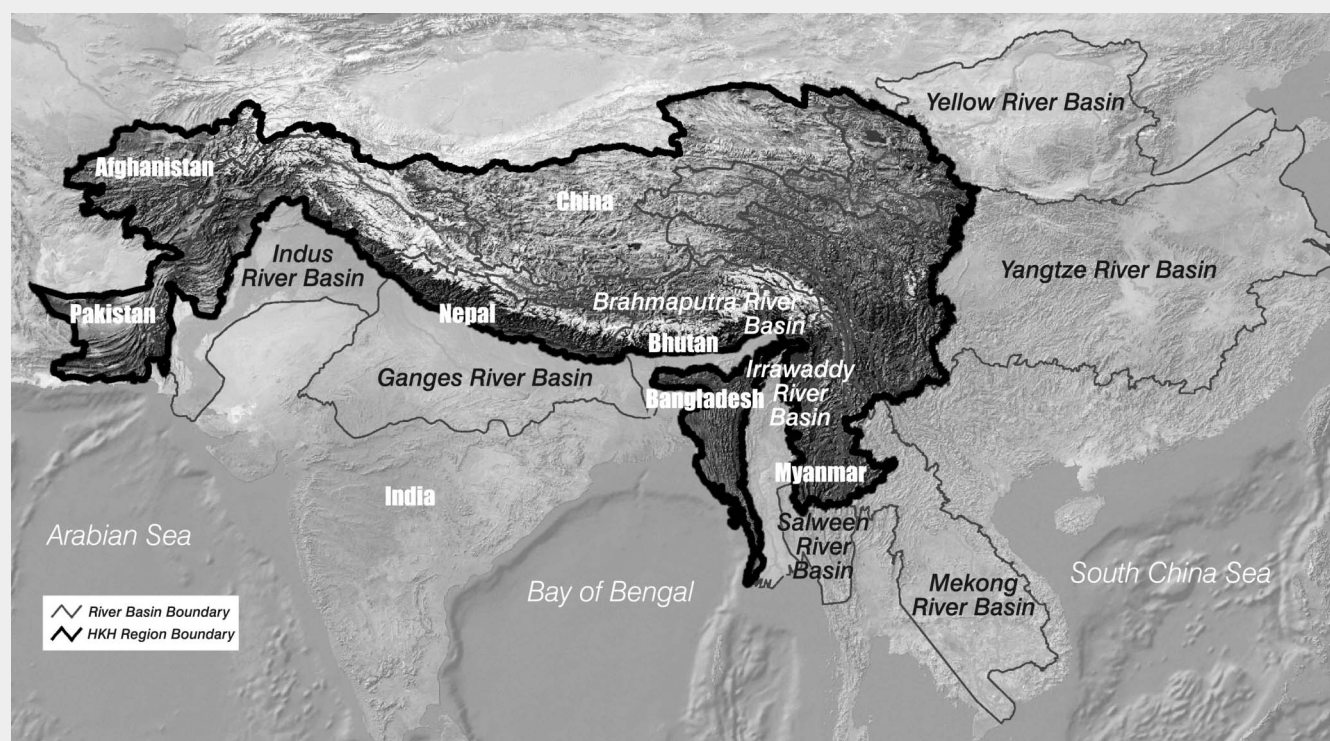 Yellow River Basin
Afghanistan
China
Indus
River Basin
Yangtze River Basin
Pakistan
Nepal
Brahmaputra River
Basin
Bhutan
Ganges River Basin
Irrawaddy
River
Basin
Bangladesh
Myanmar
India
Salween
River
Basin
Arabian Sea
Bay of Bengal
Mekong
River Basin
South China Sea
River Basin Boundary
HKH Region Boundary